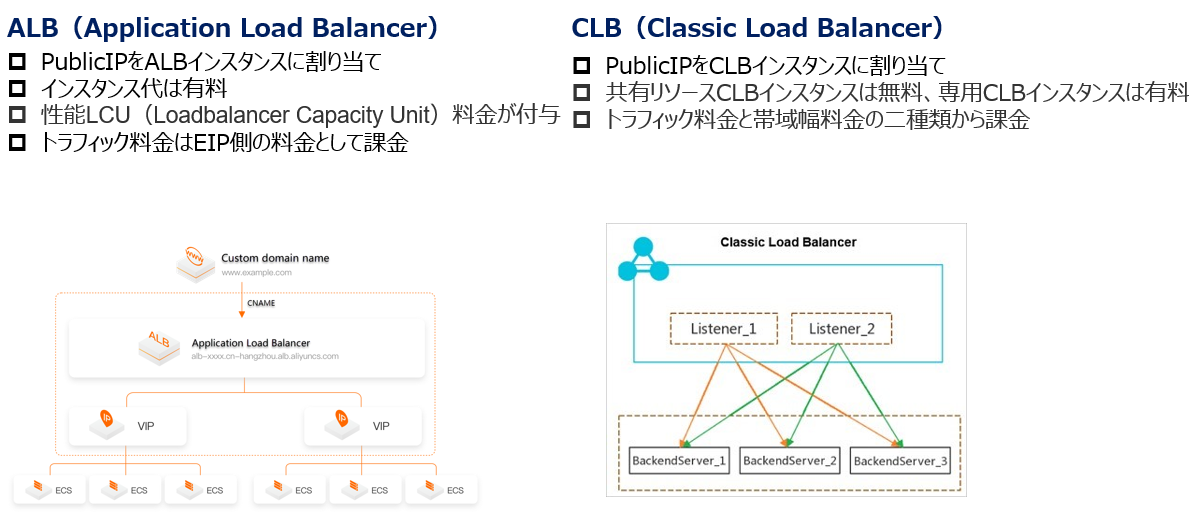 ALB（Application Load Balancer）
PublicIPをALBインスタンスに割り当て
インスタンス代は有料
性能LCU（Loadbalancer Capacity Unit）料金が付与
トラフィック料金はEIP側の料金として課金
CLB（Classic Load Balancer）
PublicIPをCLBインスタンスに割り当て
共有リソースCLBインスタンスは無料、専用CLBインスタンスは有料
トラフィック料金と帯域幅料金の二種類から課金
WWW
Custom domain name
www.example.com
CNAME
ALB
Application Load Balancer
alb-xxxx.cn-hangzhou.alb.aliyuncs.com
IP
VIP
IP
VIP
ECS
ECS
ECS
ECS
ECS
ECS
Classic Load Balancer
Listener_1
Listener_2
BackendServer_1
BackendServer_2
BackendServer_3